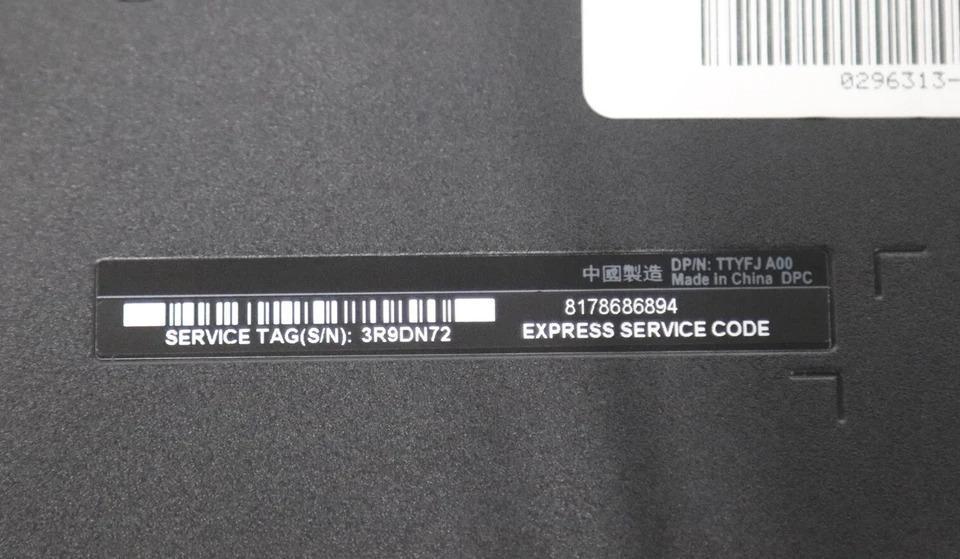 0296313-
中國製造
DP/N: TTYFJ A00
Made in China DPC
8178686894
SERVICE TAG(S/N): 3R9DN72
EXPRESS SERVICE CODE